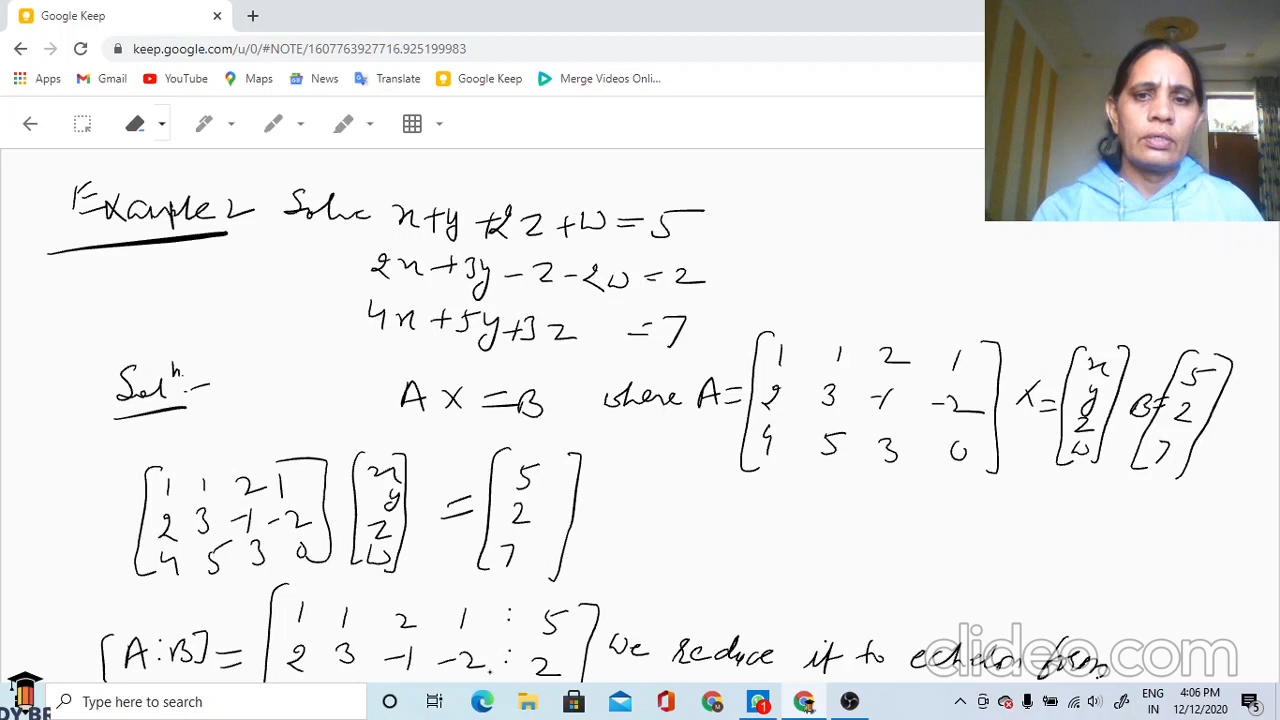 Google Keep
keep.google.com/u/0/#NOTE/1607763927716.925199983
Apps Gmail YouTube Maps News Translate Google Keep Merge Videos Onli...
Example 2 Solve x+y+2z+w=5
2x+3y-z-2w=2
4x+5y+3z =7
Solⁿ:-
AX=B where A= X= B=
1 1 2 1 x 5
2 3 -1 -2 y 2
4 5 3 0 z 7
w
1 1 2 1 x = 5
2 3 -1 -2 y 2
4 5 3 0 z 7
w
[A:B]= 1 1 2 1 : 5
2 3 -1 -2 : 2 We reduce it to echelon form
clideo.com
Type here to search
ENG
IN
4:06 PM
12/12/2020
1
5
DY BR